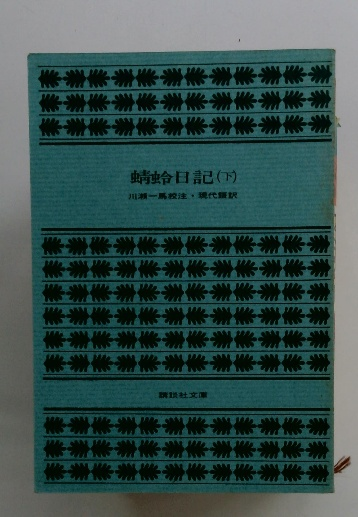 蜻蛉日記(下)
川瀬一馬校注・現代語訳
講談社文庫